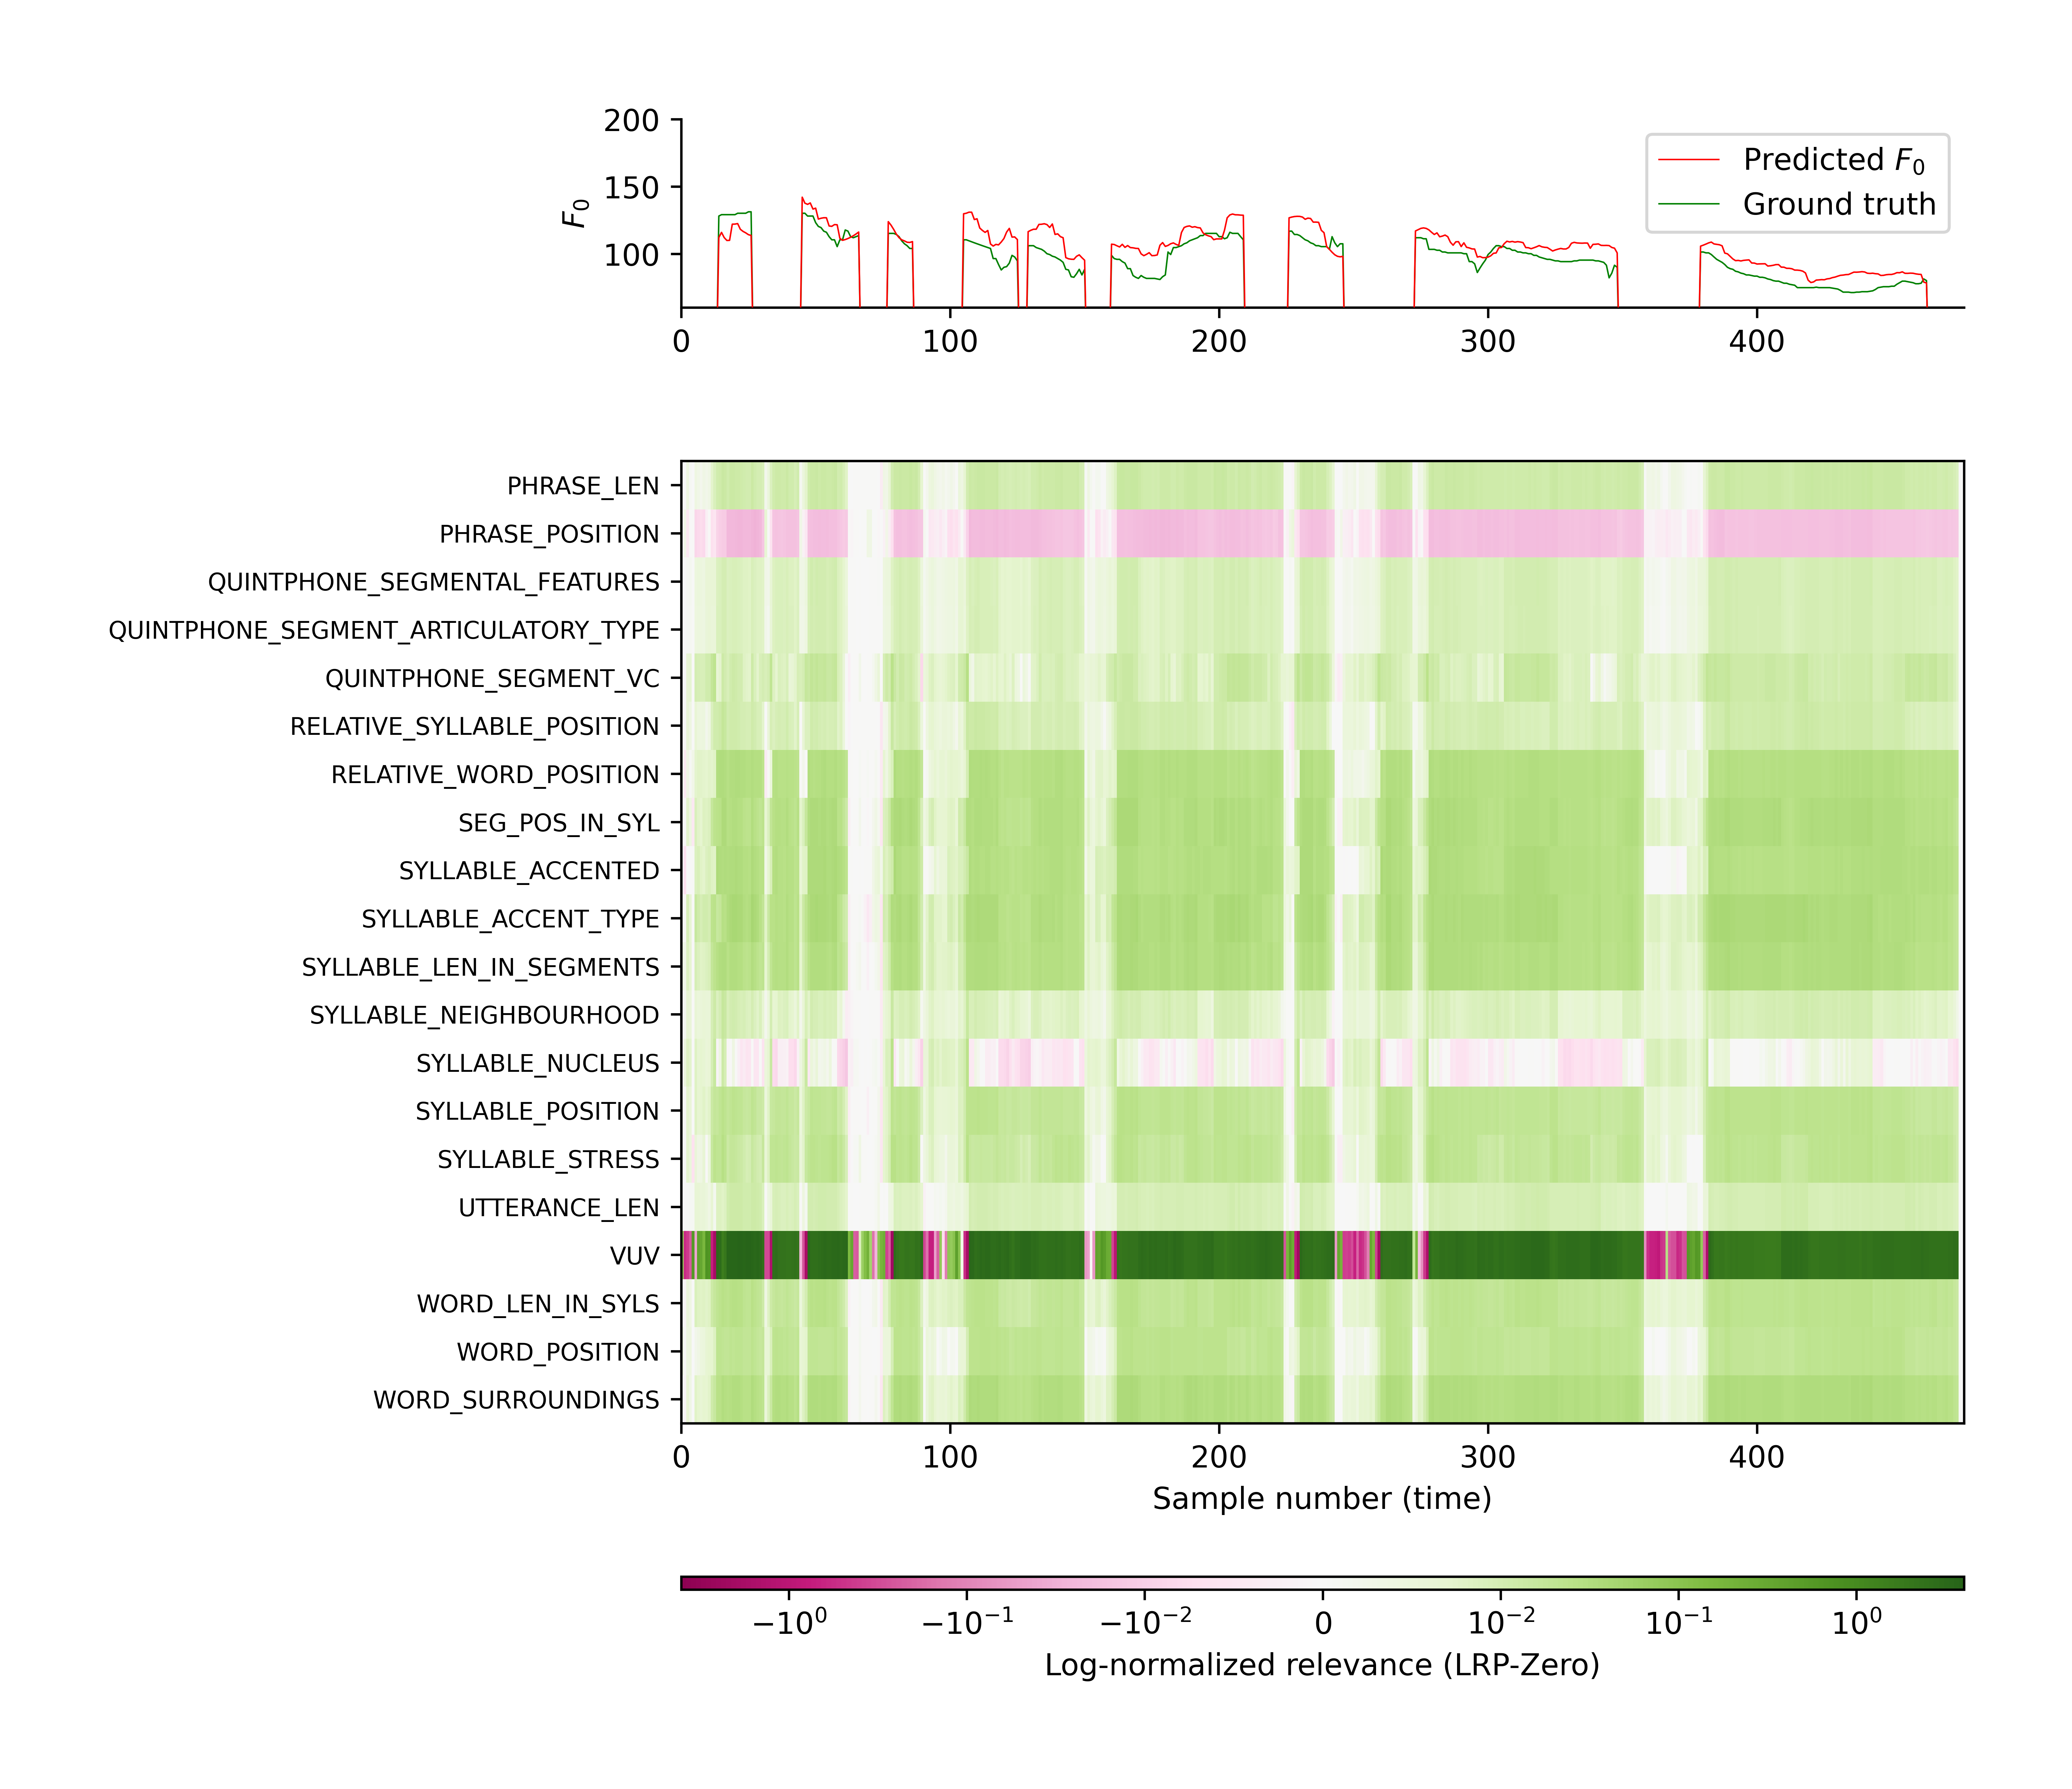 200
150
100
F₀
Predicted F₀
Ground truth
0 100 200 300 400
PHRASE_LEN
PHRASE_POSITION
QUINTPHONE_SEGMENTAL_FEATURES
QUINTPHONE_SEGMENT_ARTICULATORY_TYPE
QUINTPHONE_SEGMENT_VC
RELATIVE_SYLLABLE_POSITION
RELATIVE_WORD_POSITION
SEG_POS_IN_SYL
SYLLABLE_ACCENTED
SYLLABLE_ACCENT_TYPE
SYLLABLE_LEN_IN_SEGMENTS
SYLLABLE_NEIGHBOURHOOD
SYLLABLE_NUCLEUS
SYLLABLE_POSITION
SYLLABLE_STRESS
UTTERANCE_LEN
VUV
WORD_LEN_IN_SYLS
WORD_POSITION
WORD_SURROUNDINGS
0 100 200 300 400
Sample number (time)
−10⁰ −10⁻¹ −10⁻² 0 10⁻² 10⁻¹ 10⁰
Log-normalized relevance (LRP-Zero)